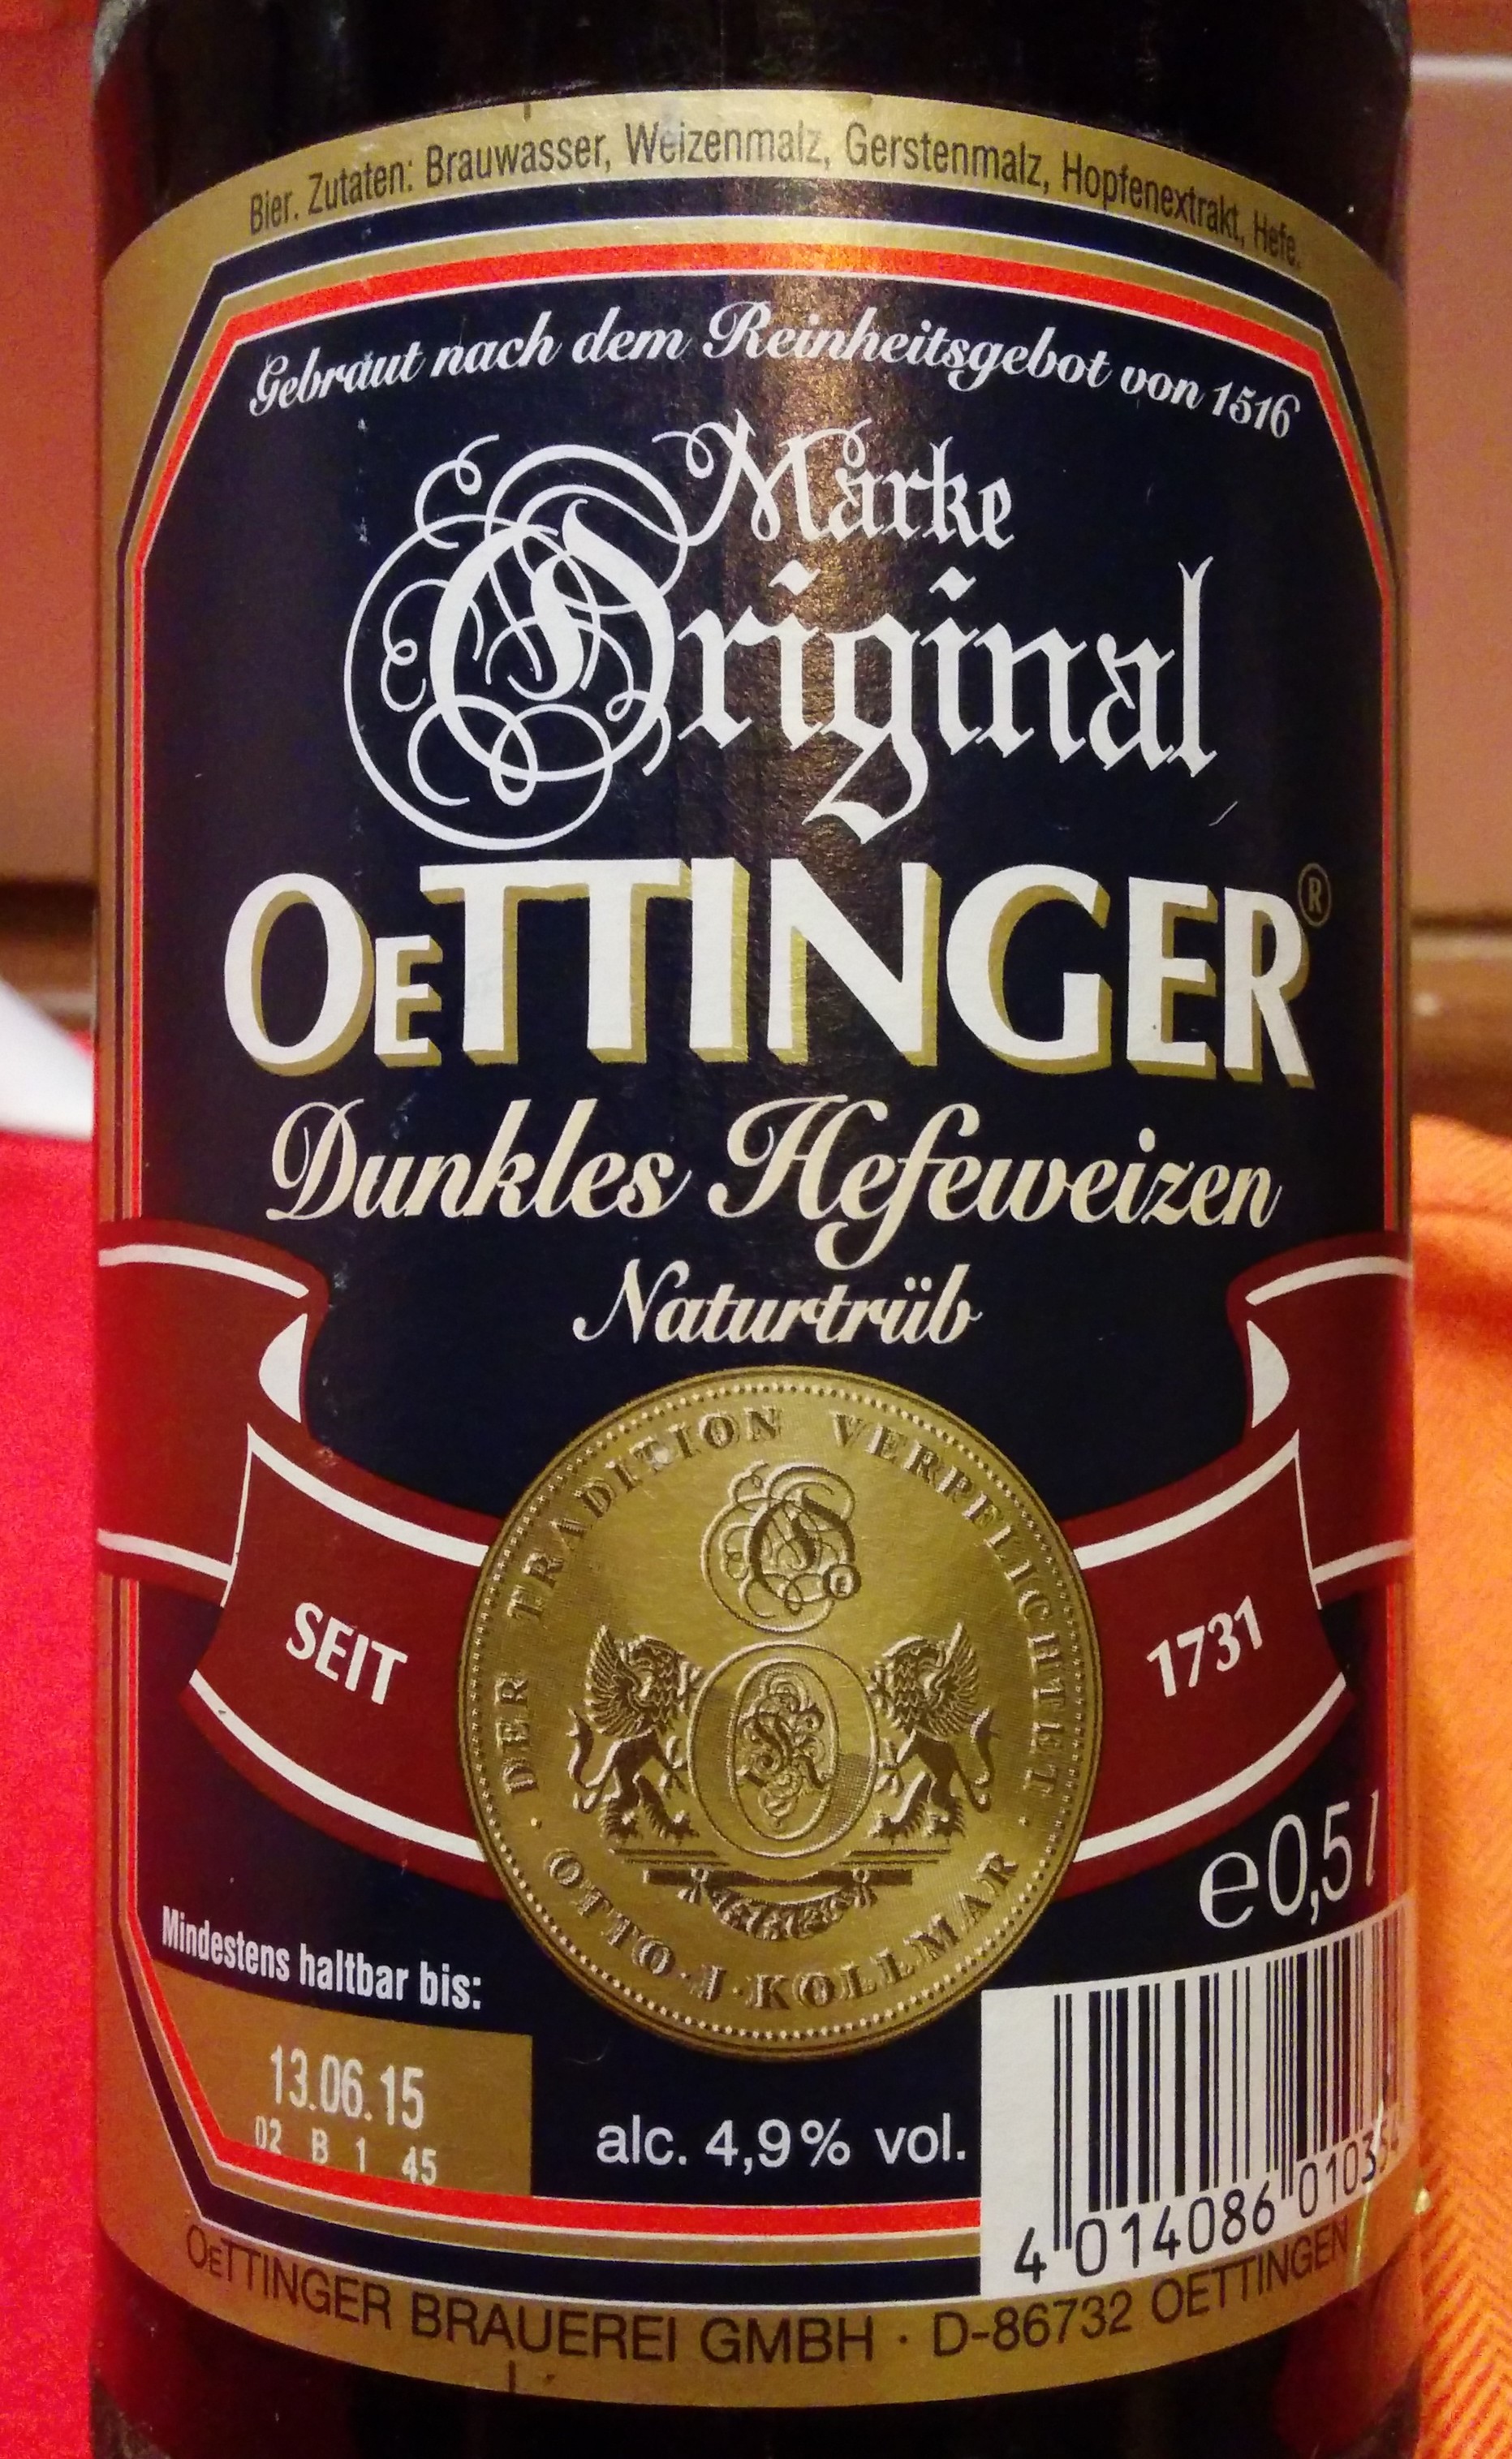 Bier. Zutaten: Brauwasser, Weizenmalz, Gerstenmalz, Hopfenextrakt, Hefe.
Gebraut nach dem Reinheitsgebot von 1516
Marke
Original
OETTINGER®
Dunkles Hefeweizen
Naturtrüb
· DER TRADITION VERPFLICHTET ·
OTTO · J · KOLLMAR
SEIT
1731
℮ 0,5 l
Mindestens haltbar bis:
13.06.15
02 B 1 45
alc. 4,9% vol.
4 014086 010354
OETTINGER BRAUEREI GMBH · D-86732 OETTINGEN